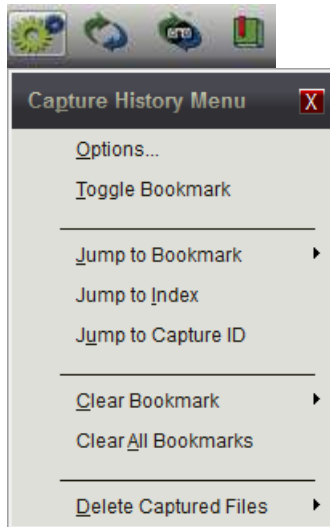 Capture History Menu X
Options...
Toggle Bookmark
Jump to Bookmark
Jump to Index
Jump to Capture ID
Clear Bookmark
Clear All Bookmarks
Delete Captured Files